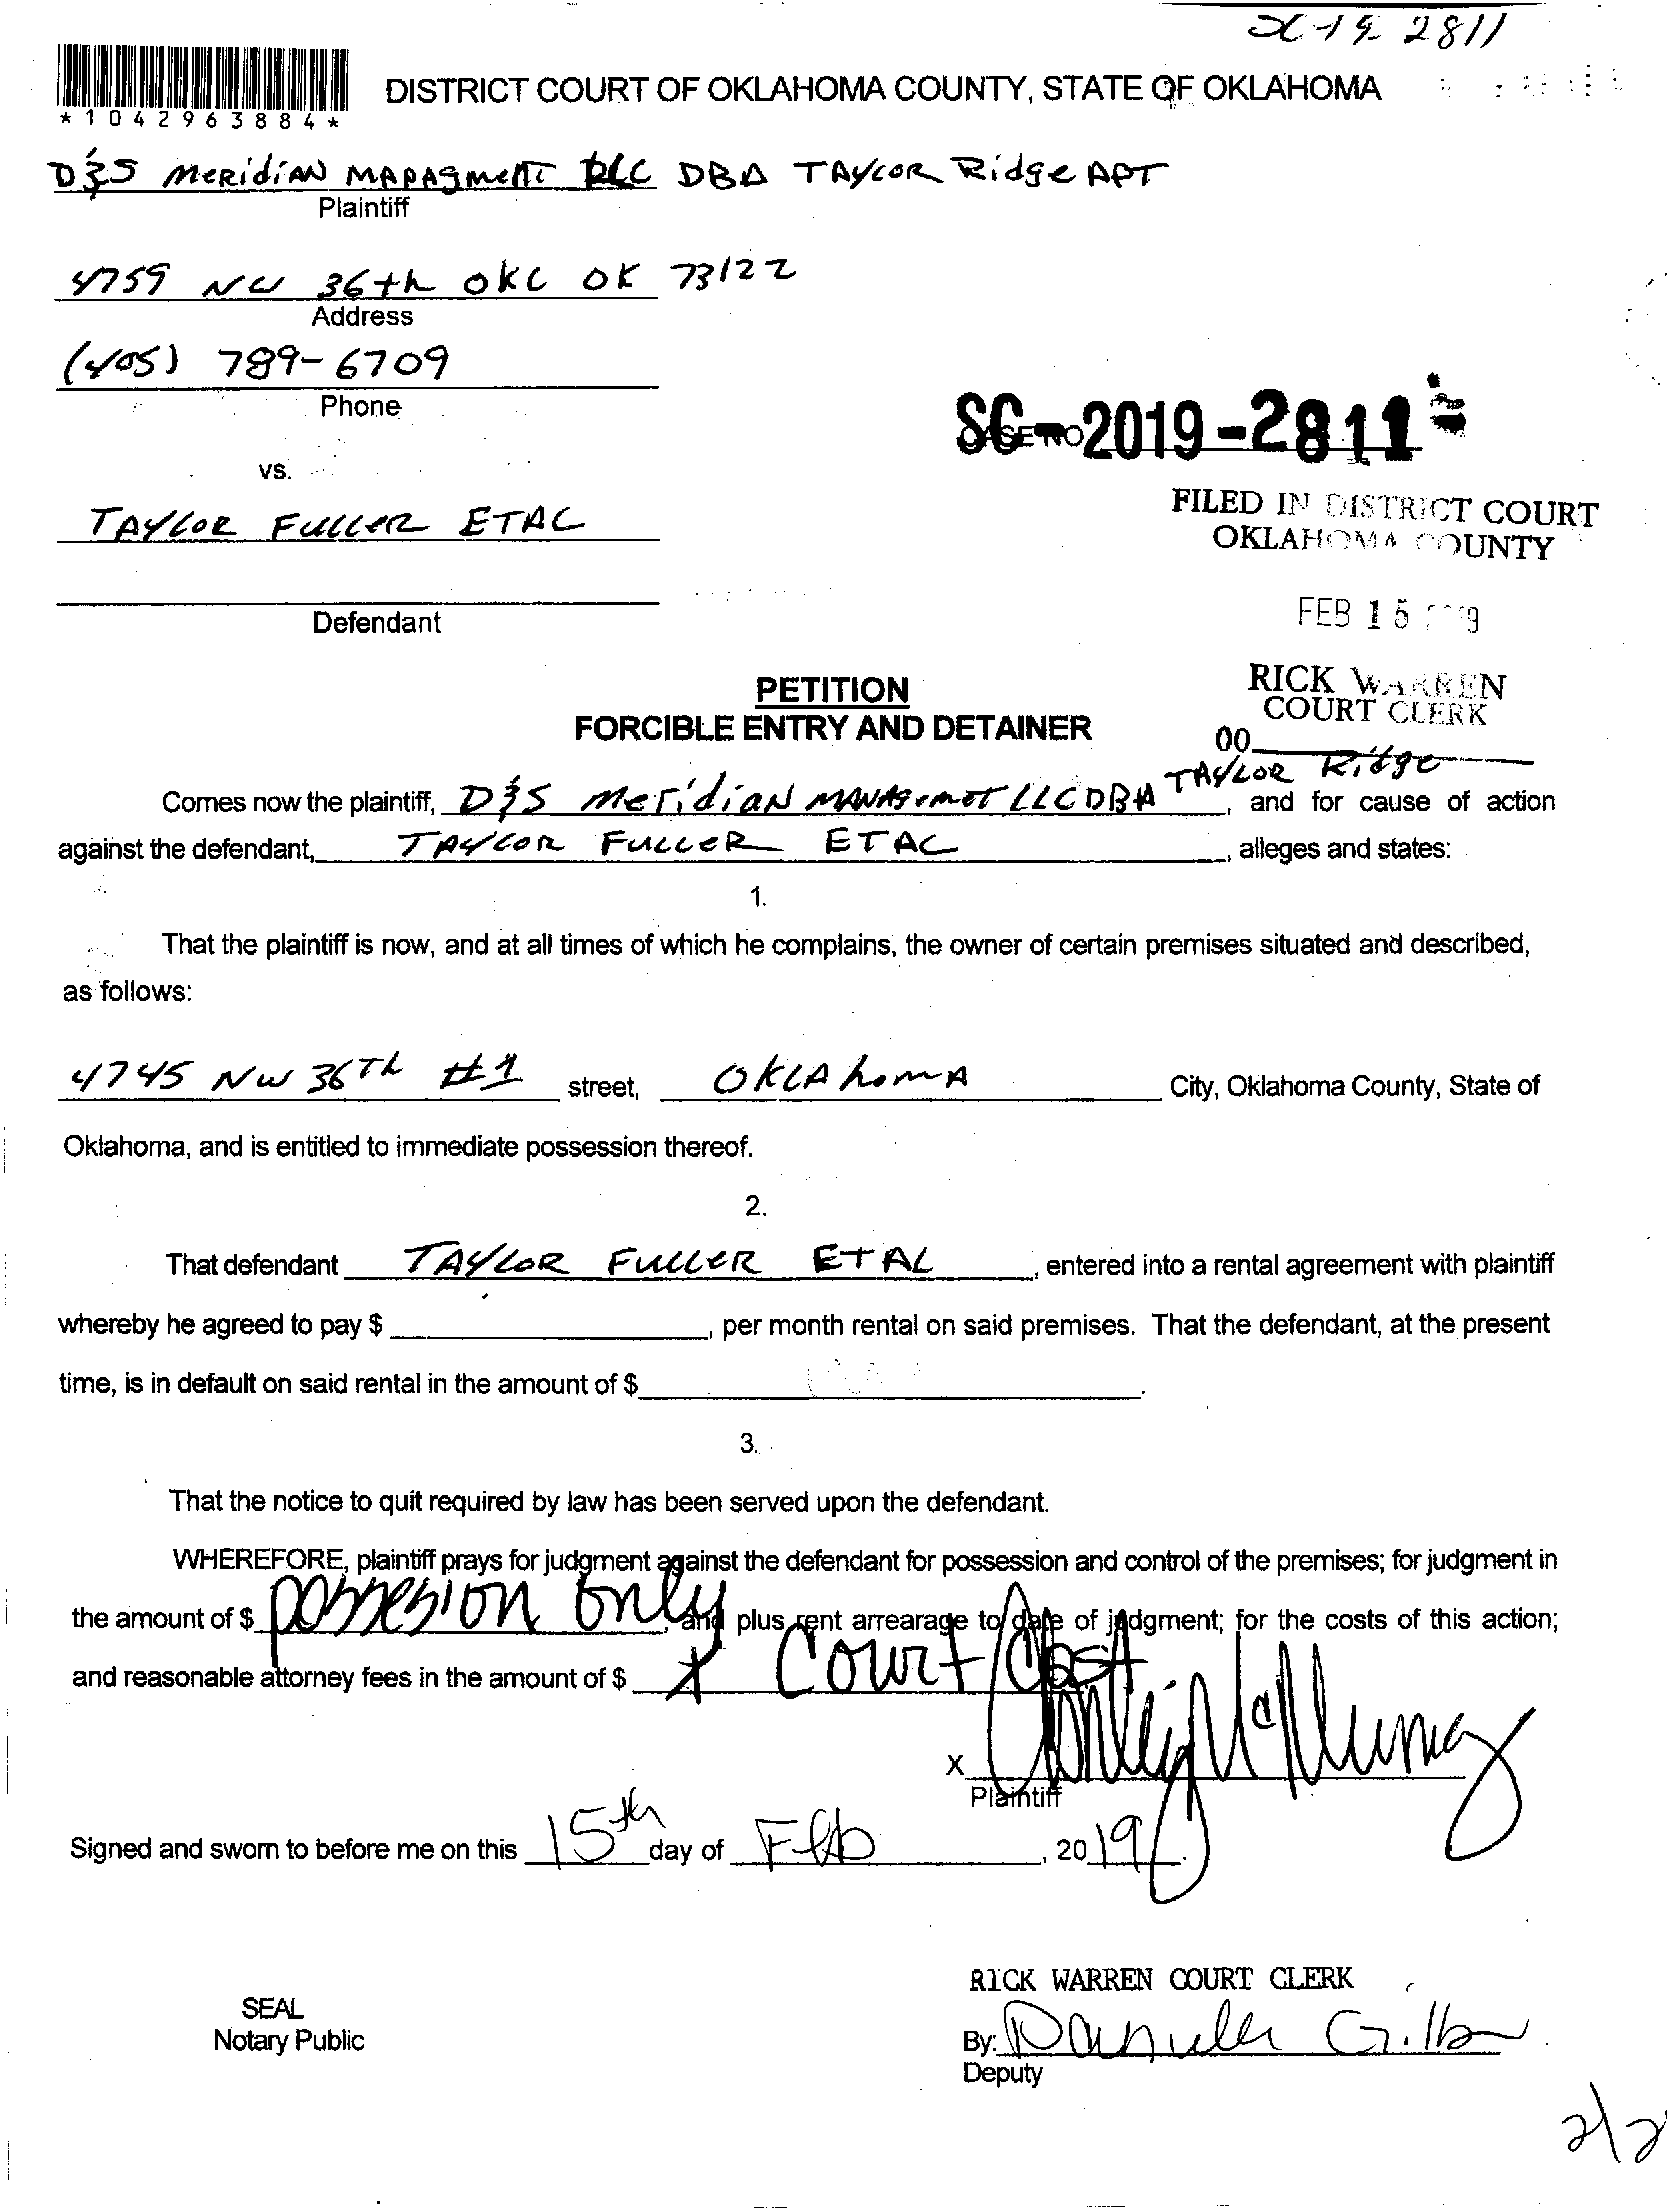 SC-19-2811
*1042963884*
DISTRICT COURT OF OKLAHOMA COUNTY, STATE OF OKLAHOMA
D&S MERIDIAN MANAGMENT LLC DBA TAYLOR Ridge APT
Plaintiff
4759 NW 36th OKC OK 73122
Address
(405) 789-6709
Phone
SC-2019-2811
CASE NO
vs.
TAYLOR FULLER ETAL
FILED IN DISTRICT COURT
OKLAHOMA COUNTY
Defendant
FEB 15 2019
RICK WARREN
COURT CLERK
00
PETITION
FORCIBLE ENTRY AND DETAINER
Comes now the plaintiff, D&S MERIDIAN MANAGEMET LLC DBA TAYLOR Ridge, and for cause of action
against the defendant, TAYLOR FULLER ETAL, alleges and states:
1.
That the plaintiff is now, and at all times of which he complains, the owner of certain premises situated and described,
as follows:
4745 NW 36Th #1 street, OKLAhomA City, Oklahoma County, State of
Oklahoma, and is entitled to immediate possession thereof.
2.
That defendant TAYLOR FULLER ETAL, entered into a rental agreement with plaintiff
whereby he agreed to pay $ , per month rental on said premises. That the defendant, at the present
time, is in default on said rental in the amount of $ .
3.
That the notice to quit required by law has been served upon the defendant.
WHEREFORE, plaintiff prays for judgment against the defendant for possession and control of the premises; for judgment in
the amount of $ possesion only, and plus rent arrearage to date of judgment; for the costs of this action;
and reasonable attorney fees in the amount of $ + Court Cost
X
Plaintiff
Signed and sworn to before me on this 15th day of Feb, 2019.
RICK WARREN COURT CLERK
SEAL
Notary Public
By:
Deputy